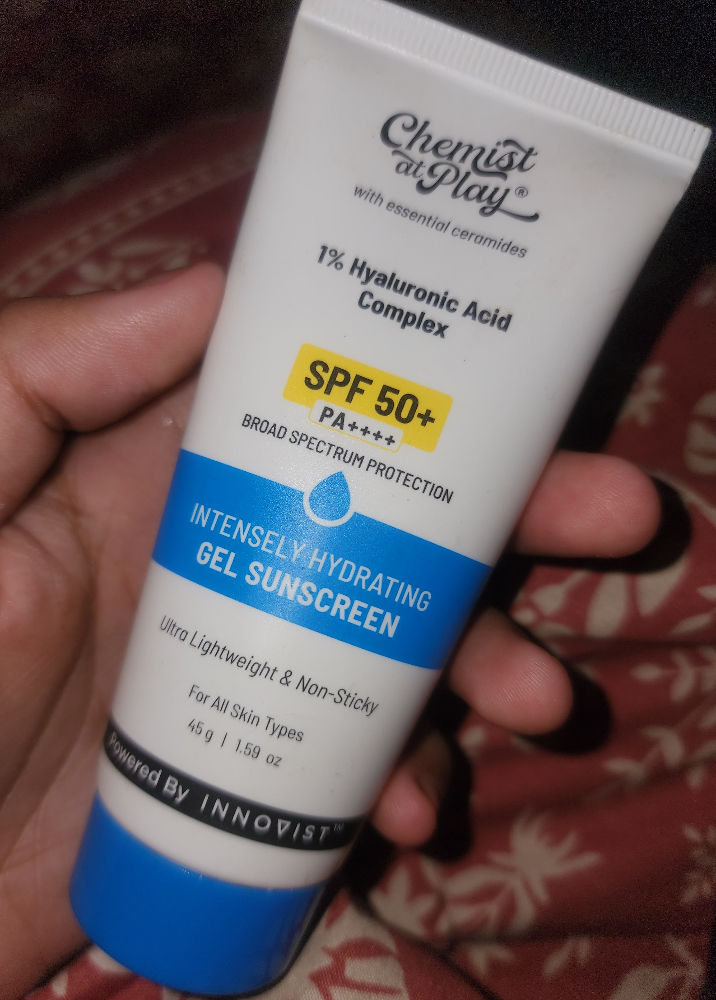 Chemist
at Play®
with essential ceramides
1% Hyaluronic Acid
Complex
SPF 50+
PA++++
BROAD SPECTRUM PROTECTION
INTENSELY HYDRATING
GEL SUNSCREEN
Ultra Lightweight & Non-Sticky
For All Skin Types
45 g | 1.59 oz
Powered By INNOVIST™